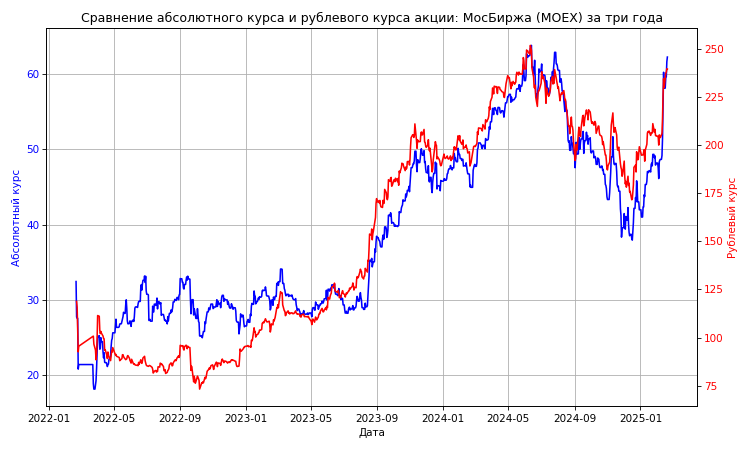 Сравнение абсолютного курса и рублевого курса акции: МосБиржа (MOEX) за три года
Абсолютный курс
60
50
40
30
20
250
225
200
175
150
125
100
75
Рублевый курс
2022-01 2022-05 2022-09 2023-01 2023-05 2023-09 2024-01 2024-05 2024-09 2025-01
Дата